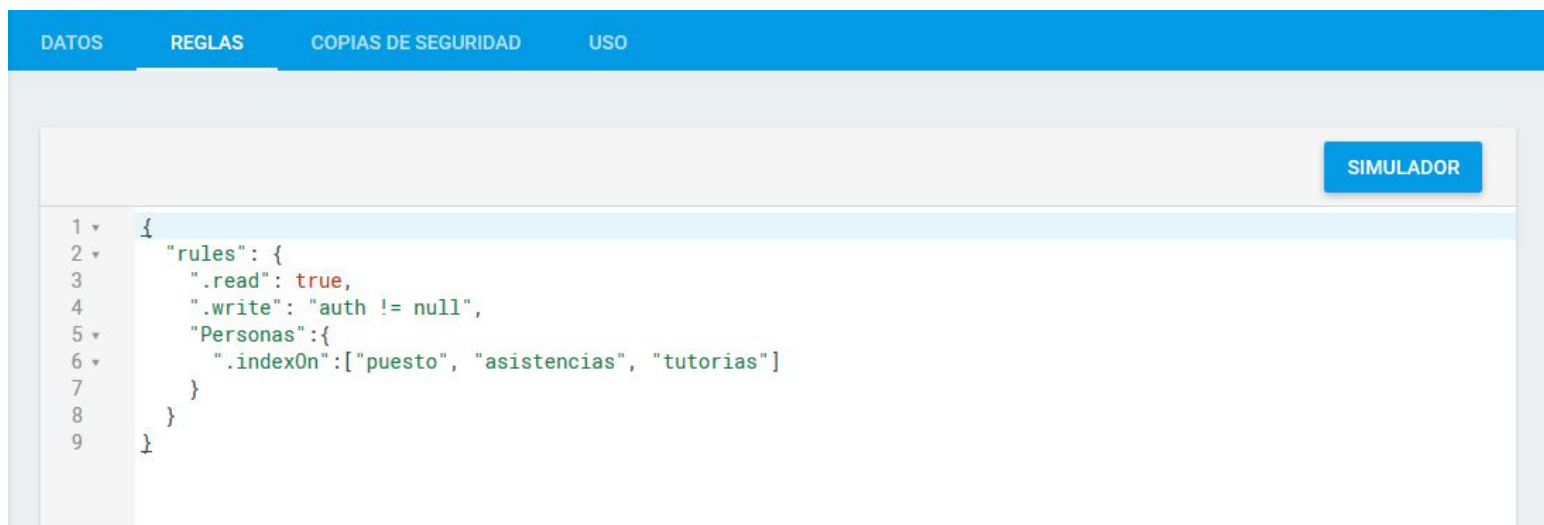 DATOS REGLAS COPIAS DE SEGURIDAD USO
SIMULADOR
1 {
2 "rules": {
3 ".read": true,
4 ".write": "auth != null",
5 "Personas":{
6 ".indexOn":["puesto", "asistencias", "tutorias"]
7 }
8 }
9 }